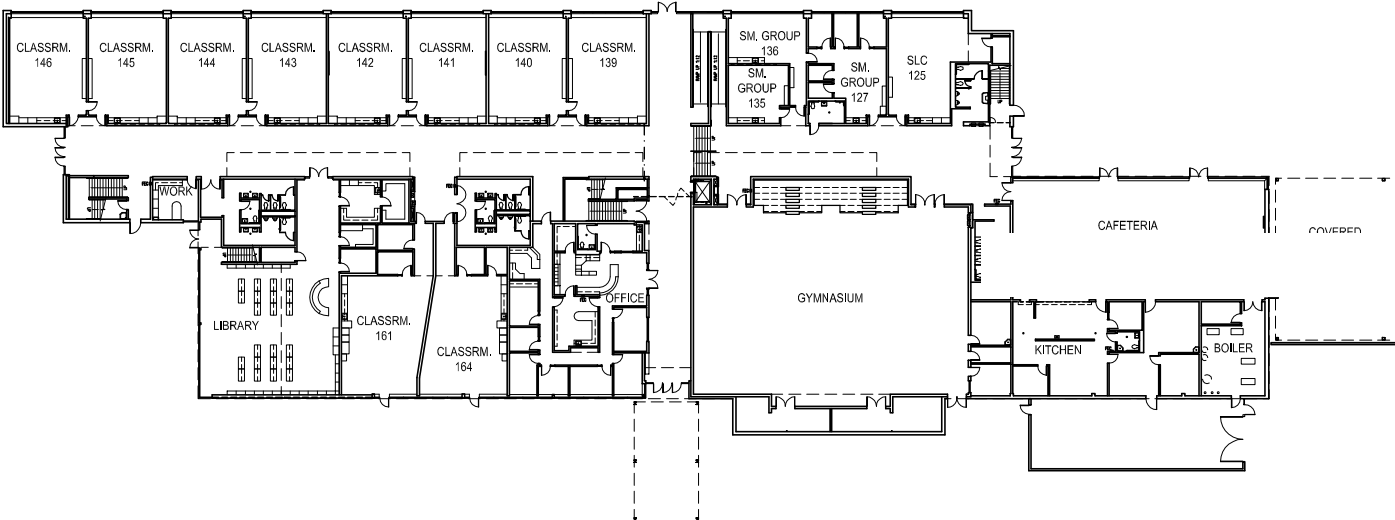 CLASSRM.
146
CLASSRM.
145
CLASSRM.
144
CLASSRM.
143
CLASSRM.
142
CLASSRM.
141
CLASSRM.
140
CLASSRM.
139
SM. GROUP
136
SM.
GROUP
135
SM.
GROUP
127
SLC
125
WORK
LIBRARY
CLASSRM.
161
CLASSRM.
164
OFFICE
GYMNASIUM
CAFETERIA
COVERED
KITCHEN
BOILER